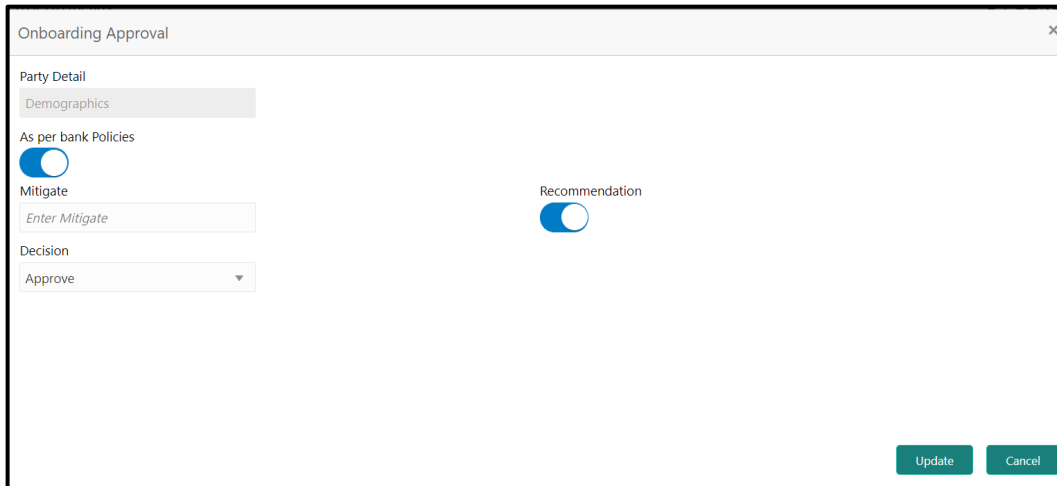 Onboarding Approval
Party Detail
Demographics
As per bank Policies
Mitigate
Enter Mitigate
Recommendation
Decision
Approve
Update
Cancel